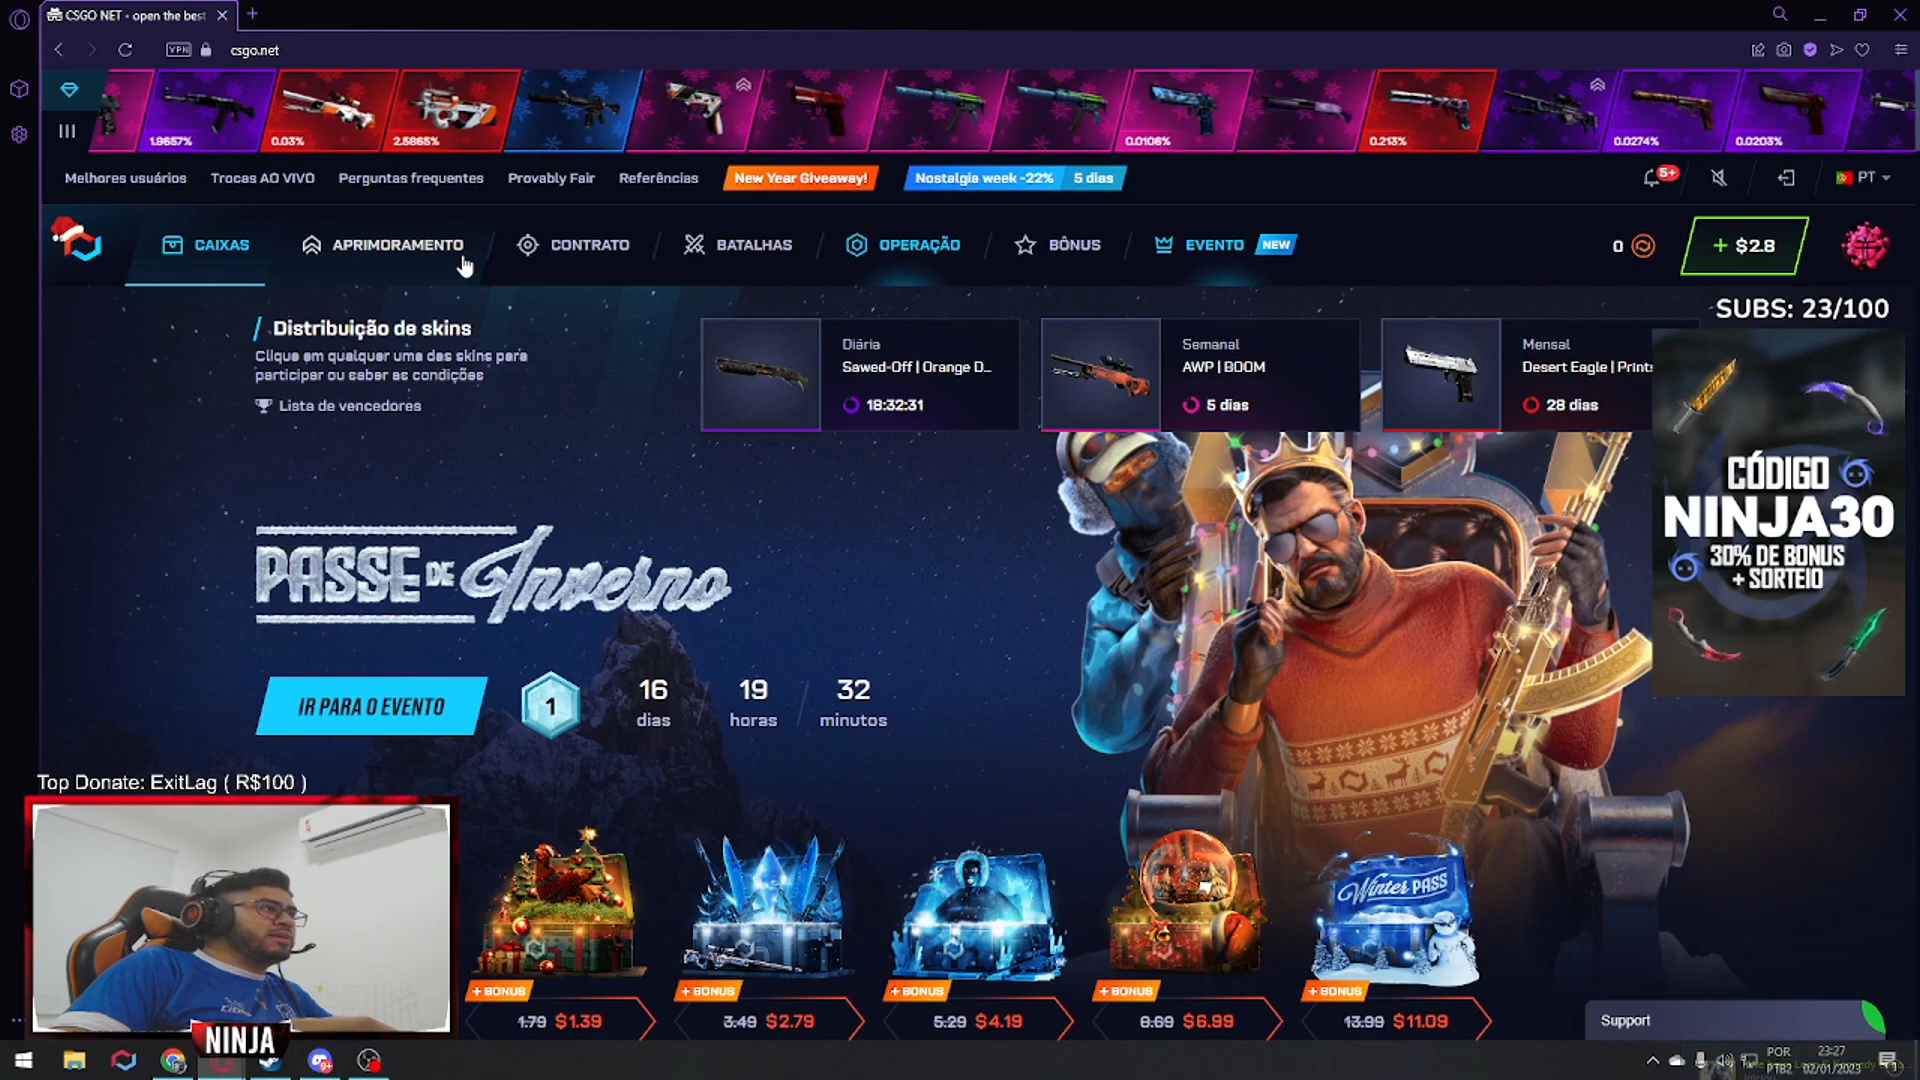 CSGO NET - open the best
VPN
csgo.net
1.9657%
0.03%
2.5865%
0.0106%
0.213%
0.0274%
0.0203%
Melhores usuários
Trocas AO VIVO
Perguntas frequentes
Provably Fair
Referências
New Year Giveaway!
Nostalgia week -22%
5 dias
5+
PT
CAIXAS
APRIMORAMENTO
CONTRATO
BATALHAS
OPERAÇÃO
BÔNUS
EVENTO
NEW
0
+ $2.8
SUBS: 23/100
Distribuição de skins
Clique em qualquer uma das skins para
participar ou saber as condições
Lista de vencedores
Diária
Sawed-Off | Orange D...
18:32:31
Semanal
AWP | BOOM
5 dias
Mensal
Desert Eagle | Prints
28 dias
CÓDIGO
NINJA30
30% DE BONUS
+ SORTEIO
PASSE DE Inverno
IR PARA O EVENTO
1
16
dias
19
horas
32
minutos
Top Donate: ExitLag ( R$100 )
NINJA
Winter PASS
+ BONUS
1.79 $1.39
+ BONUS
3.49 $2.79
+ BONUS
5.29 $4.19
+ BONUS
8.69 $6.99
+ BONUS
13.99 $11.09
Support
9+
POR
PTB2
23:27
02/01/2023